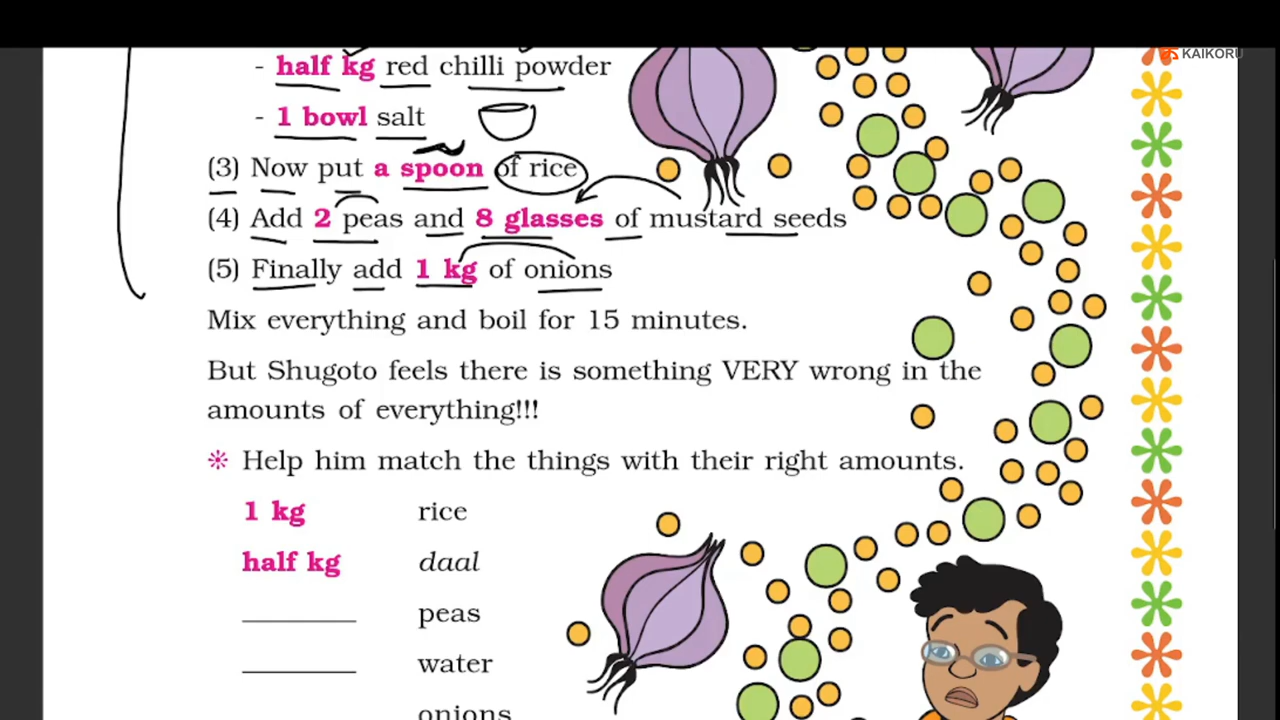 KAIKORU
- half kg red chilli powder
- 1 bowl salt
(3) Now put a spoon of rice
(4) Add 2 peas and 8 glasses of mustard seeds
(5) Finally add 1 kg of onions
Mix everything and boil for 15 minutes.
But Shugoto feels there is something VERY wrong in the
amounts of everything!!!
Help him match the things with their right amounts.
1 kg rice
half kg daal
peas
water
onions